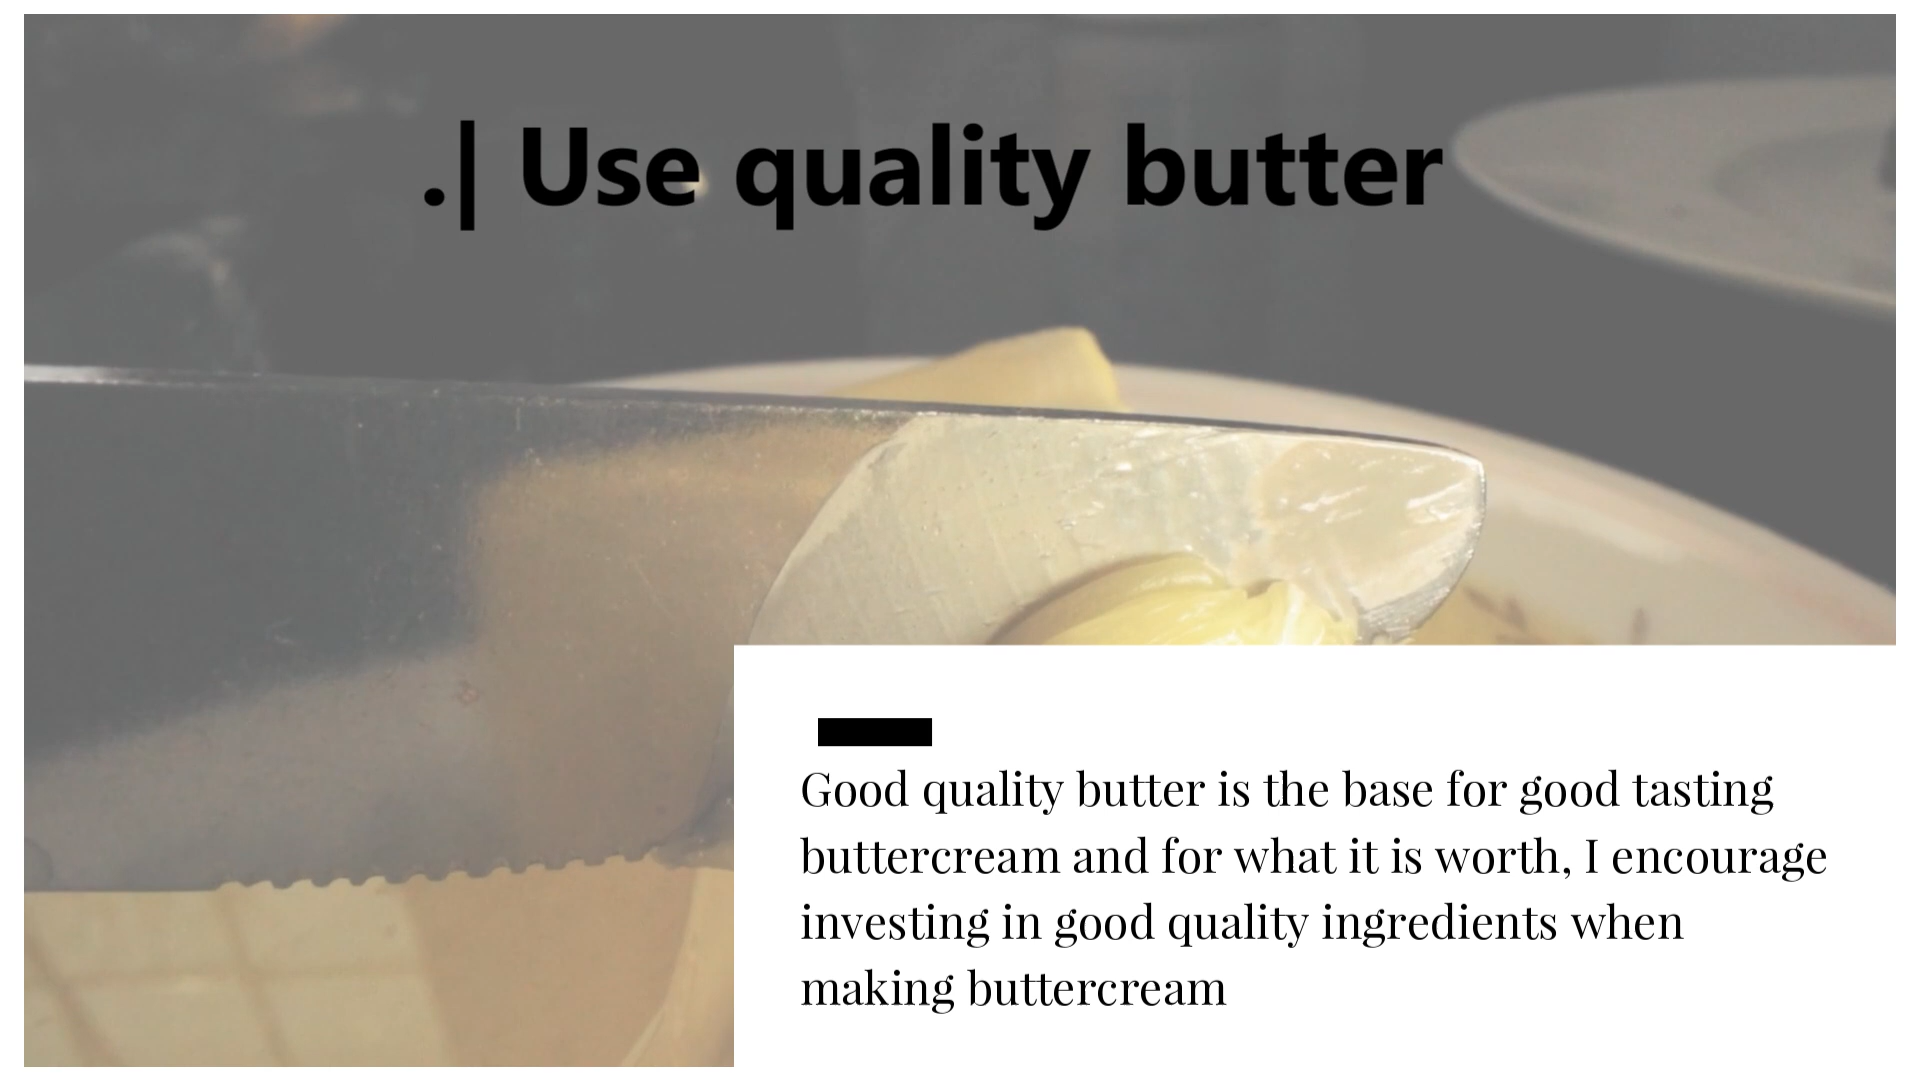 .| Use quality butter
Good quality butter is the base for good tasting
buttercream and for what it is worth, I encourage
investing in good quality ingredients when
making buttercream